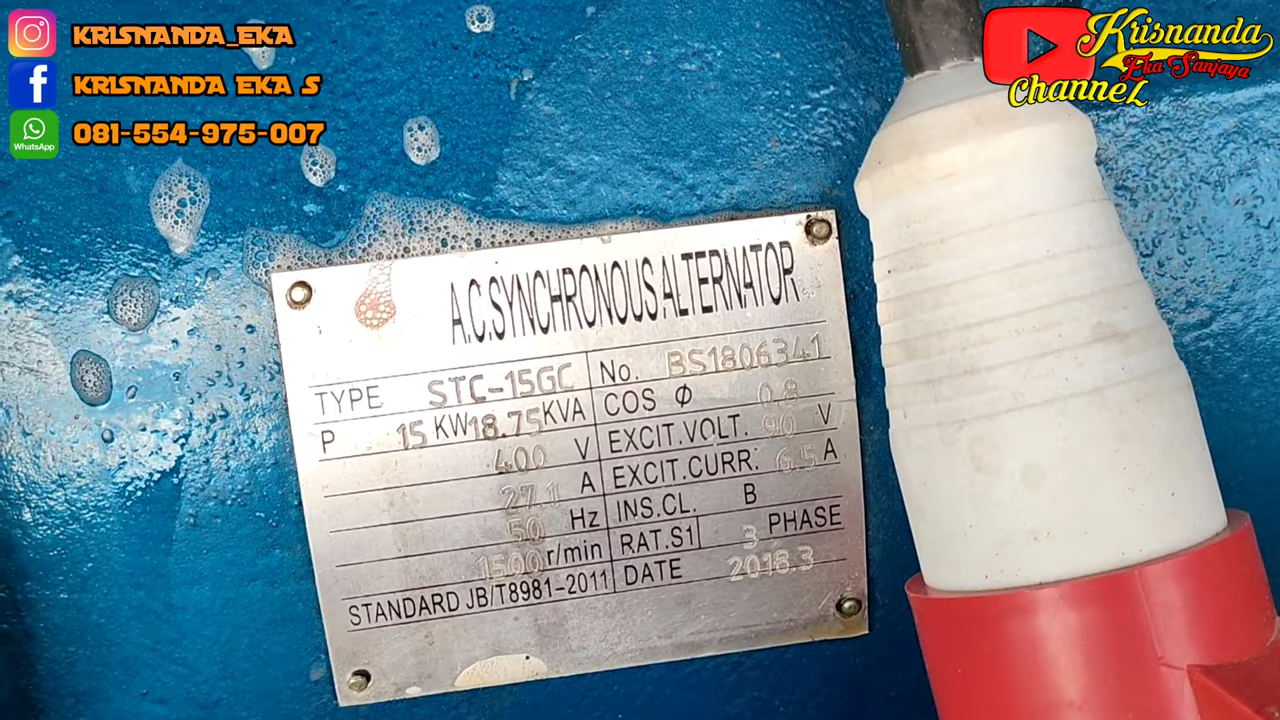 KRISNANDA_EKA
KRISNANDA EKA S
WhatsApp
081-554-975-007
Krisnanda
Eka Sanjaya
Channel
A.C.SYNCHRONOUS ALTERNATOR
TYPE STC-15GC No. BS1806341
P 15 KW 18.75 KVA COS Φ 0.8
400 V EXCIT.VOLT. 90 V
27.1 A EXCIT.CURR. 6.5 A
50 Hz INS.CL. B
1500 r/min RAT.S1 3 PHASE
STANDARD JB/T8981-2011 DATE 2018.3